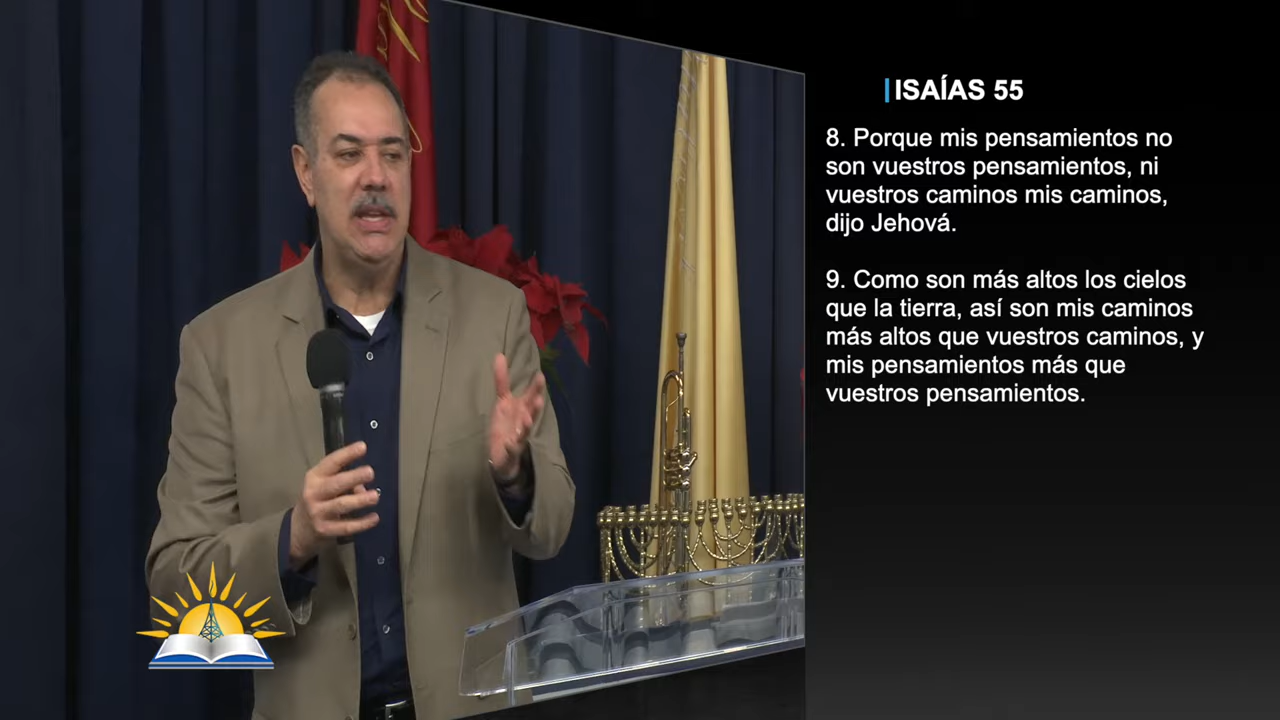 ISAÍAS 55
8. Porque mis pensamientos no
son vuestros pensamientos, ni
vuestros caminos mis caminos,
dijo Jehová.
9. Como son más altos los cielos
que la tierra, así son mis caminos
más altos que vuestros caminos, y
mis pensamientos más que
vuestros pensamientos.